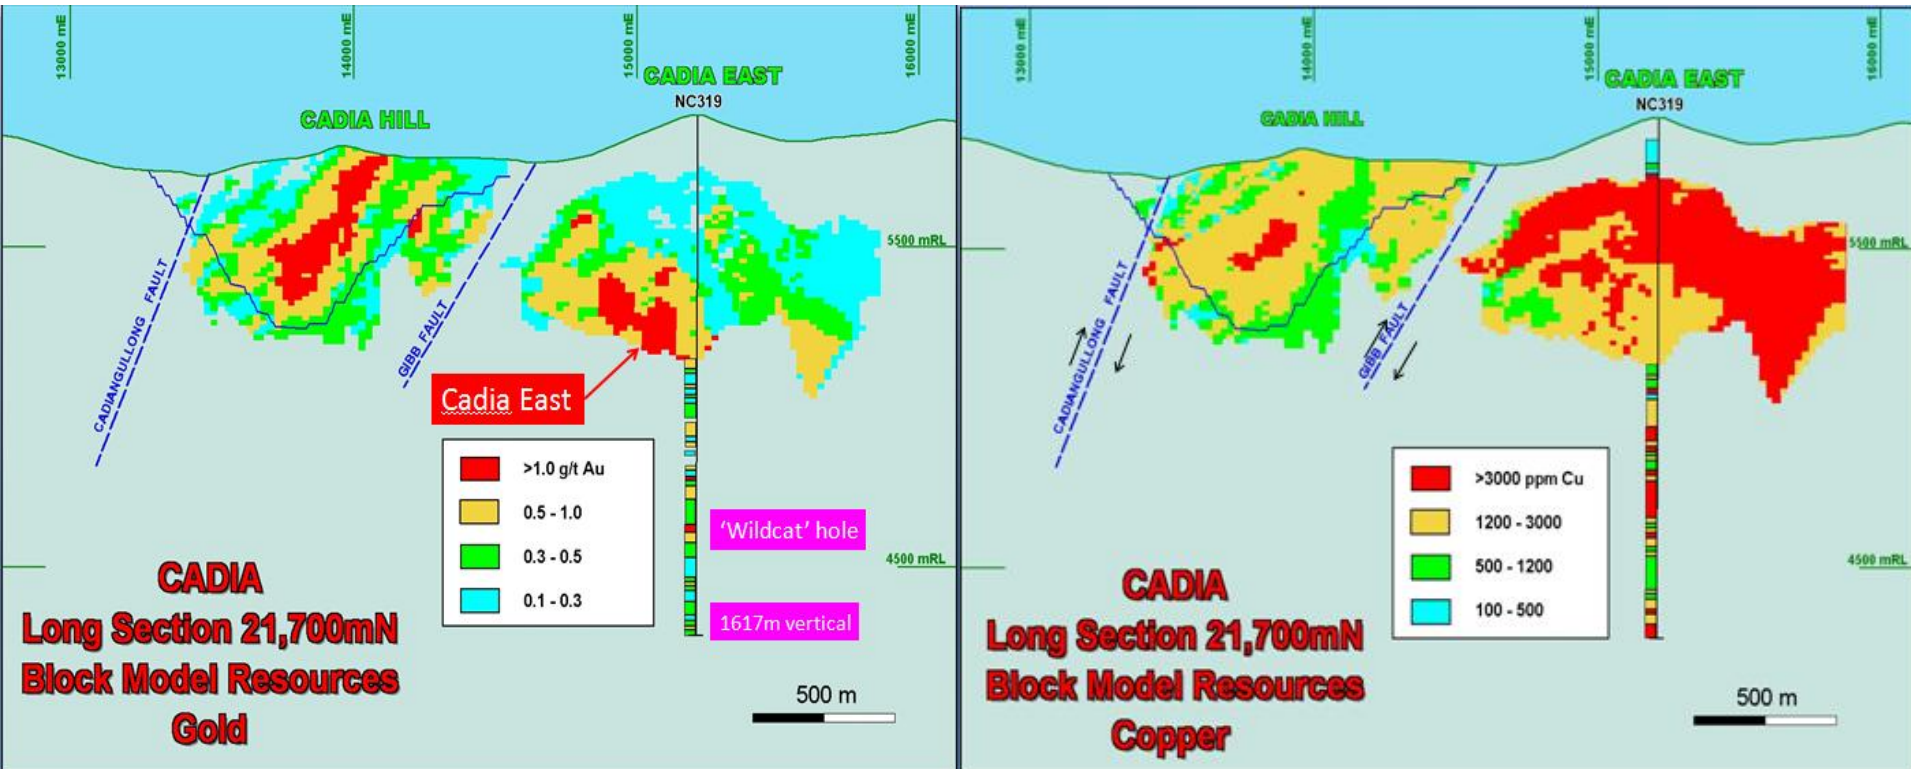 13000 mE
14000 mE
15000 mE
16000 mE
CADIA EAST
NC319
CADIA HILL
5500 mRL
CADIANGULLONG FAULT
GIBB FAULT
Cadia East
>1.0 g/t Au
0.5 - 1.0
0.3 - 0.5
0.1 - 0.3
'Wildcat' hole
4500 mRL
1617m vertical
CADIA
Long Section 21,700mN
Block Model Resources
Gold
500 m
13000 mE
14000 mE
15000 mE
16000 mE
CADIA EAST
NC319
CADIA HILL
5500 mRL
CADIANGULLONG FAULT
GIBB FAULT
>3000 ppm Cu
1200 - 3000
500 - 1200
100 - 500
4500 mRL
CADIA
Long Section 21,700mN
Block Model Resources
Copper
500 m